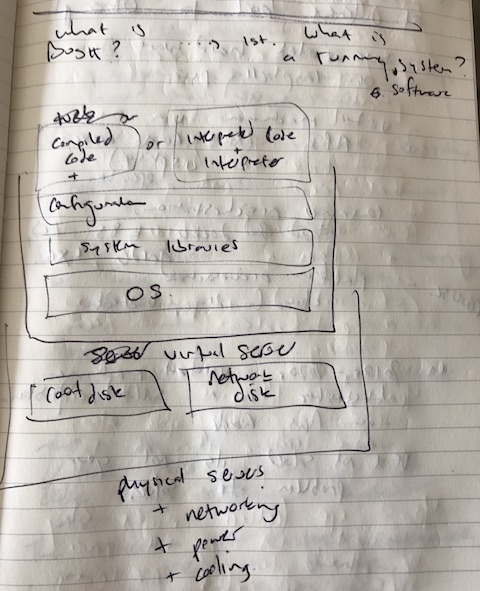 what is
BOSH? ......> 1st. What is
a running system?
& software
Compiled
Code
+
or
Interpreted Code
+
Interpreter
Configuration
System libraries
OS.
virtual server
root disk
network
disk
physical servers
+ networking
+ power
+ cooling.